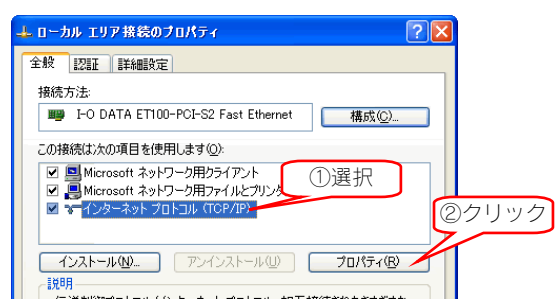 ローカル エリア接続のプロパティ
全般 認証 詳細設定
接続方法:
I-O DATA ET100-PCI-S2 Fast Ethernet 構成(C)...
この接続は次の項目を使用します(O):
Microsoft ネットワーク用クライアント
①選択
Microsoft ネットワーク用ファイルとプリンタ
インターネット プロトコル (TCP/IP)
②クリック
インストール(N)... アンインストール(U) プロパティ(R)
説明